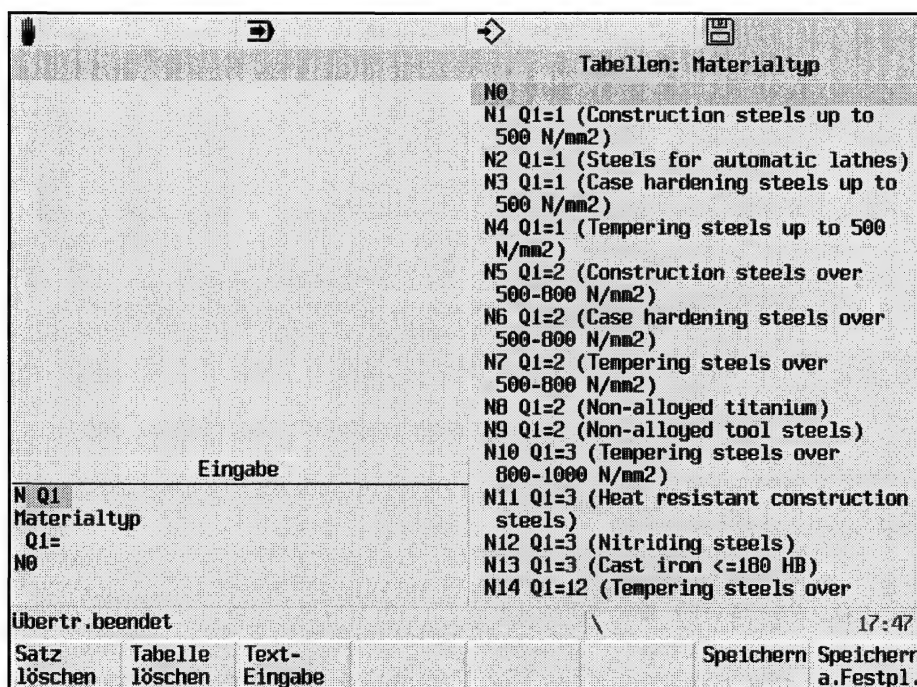 Tabellen: Materialtyp
N0
N1 Q1=1 (Construction steels up to
500 N/mm2)
N2 Q1=1 (Steels for automatic lathes)
N3 Q1=1 (Case hardening steels up to
500 N/mm2)
N4 Q1=1 (Tempering steels up to 500
N/mm2)
N5 Q1=2 (Construction steels over
500-800 N/mm2)
N6 Q1=2 (Case hardening steels over
500-800 N/mm2)
N7 Q1=2 (Tempering steels over
500-800 N/mm2)
N8 Q1=2 (Non-alloyed titanium)
N9 Q1=2 (Non-alloyed tool steels)
N10 Q1=3 (Tempering steels over
800-1000 N/mm2)
N11 Q1=3 (Heat resistant construction
steels)
N12 Q1=3 (Nitriding steels)
N13 Q1=3 (Cast iron <=180 HB)
N14 Q1=12 (Tempering steels over
Eingabe
N Q1
Materialtyp
Q1=
N0
übertr.beendet \ 17:47
Satz löschen
Tabelle löschen
Text-Eingabe
Speichern
Speichern a.Festpl.